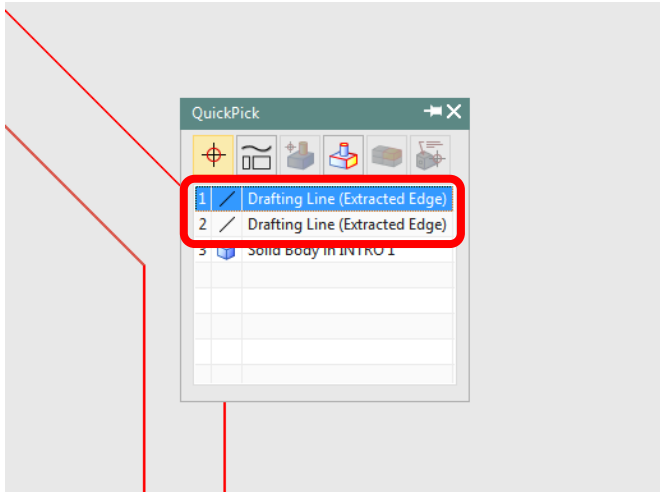 QuickPick
1 Drafting Line (Extracted Edge)
2 Drafting Line (Extracted Edge)
3 Solid Body in INTRO 1